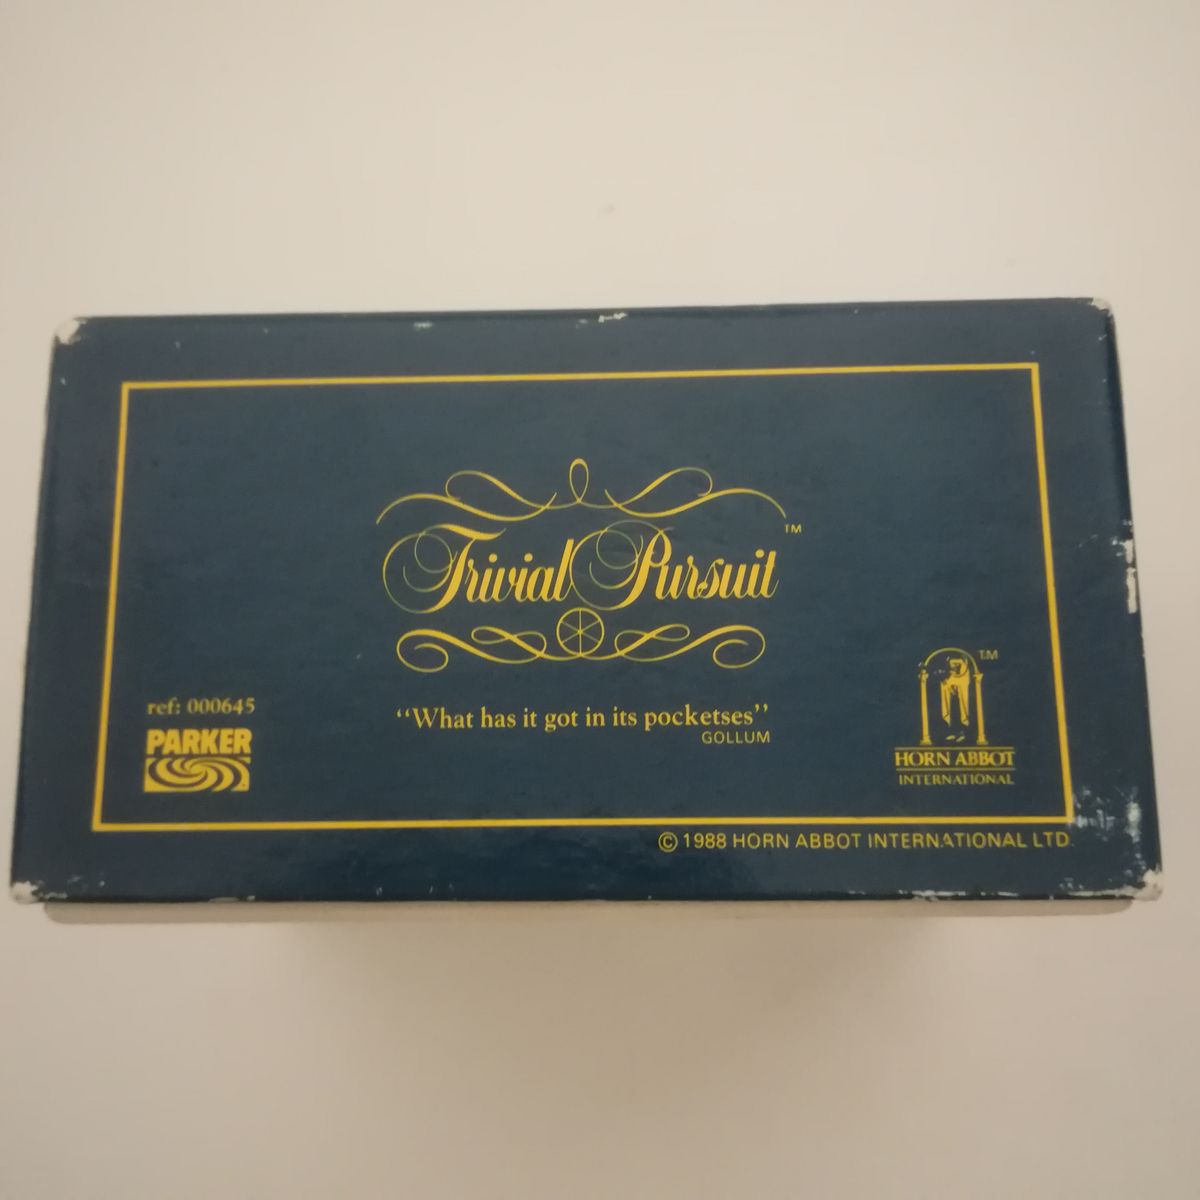 Trivial Pursuit™
ref: 000645
PARKER
“What has it got in its pocketses”
GOLLUM
TM
HORN ABBOT
INTERNATIONAL
© 1988 HORN ABBOT INTERNATIONAL LTD.